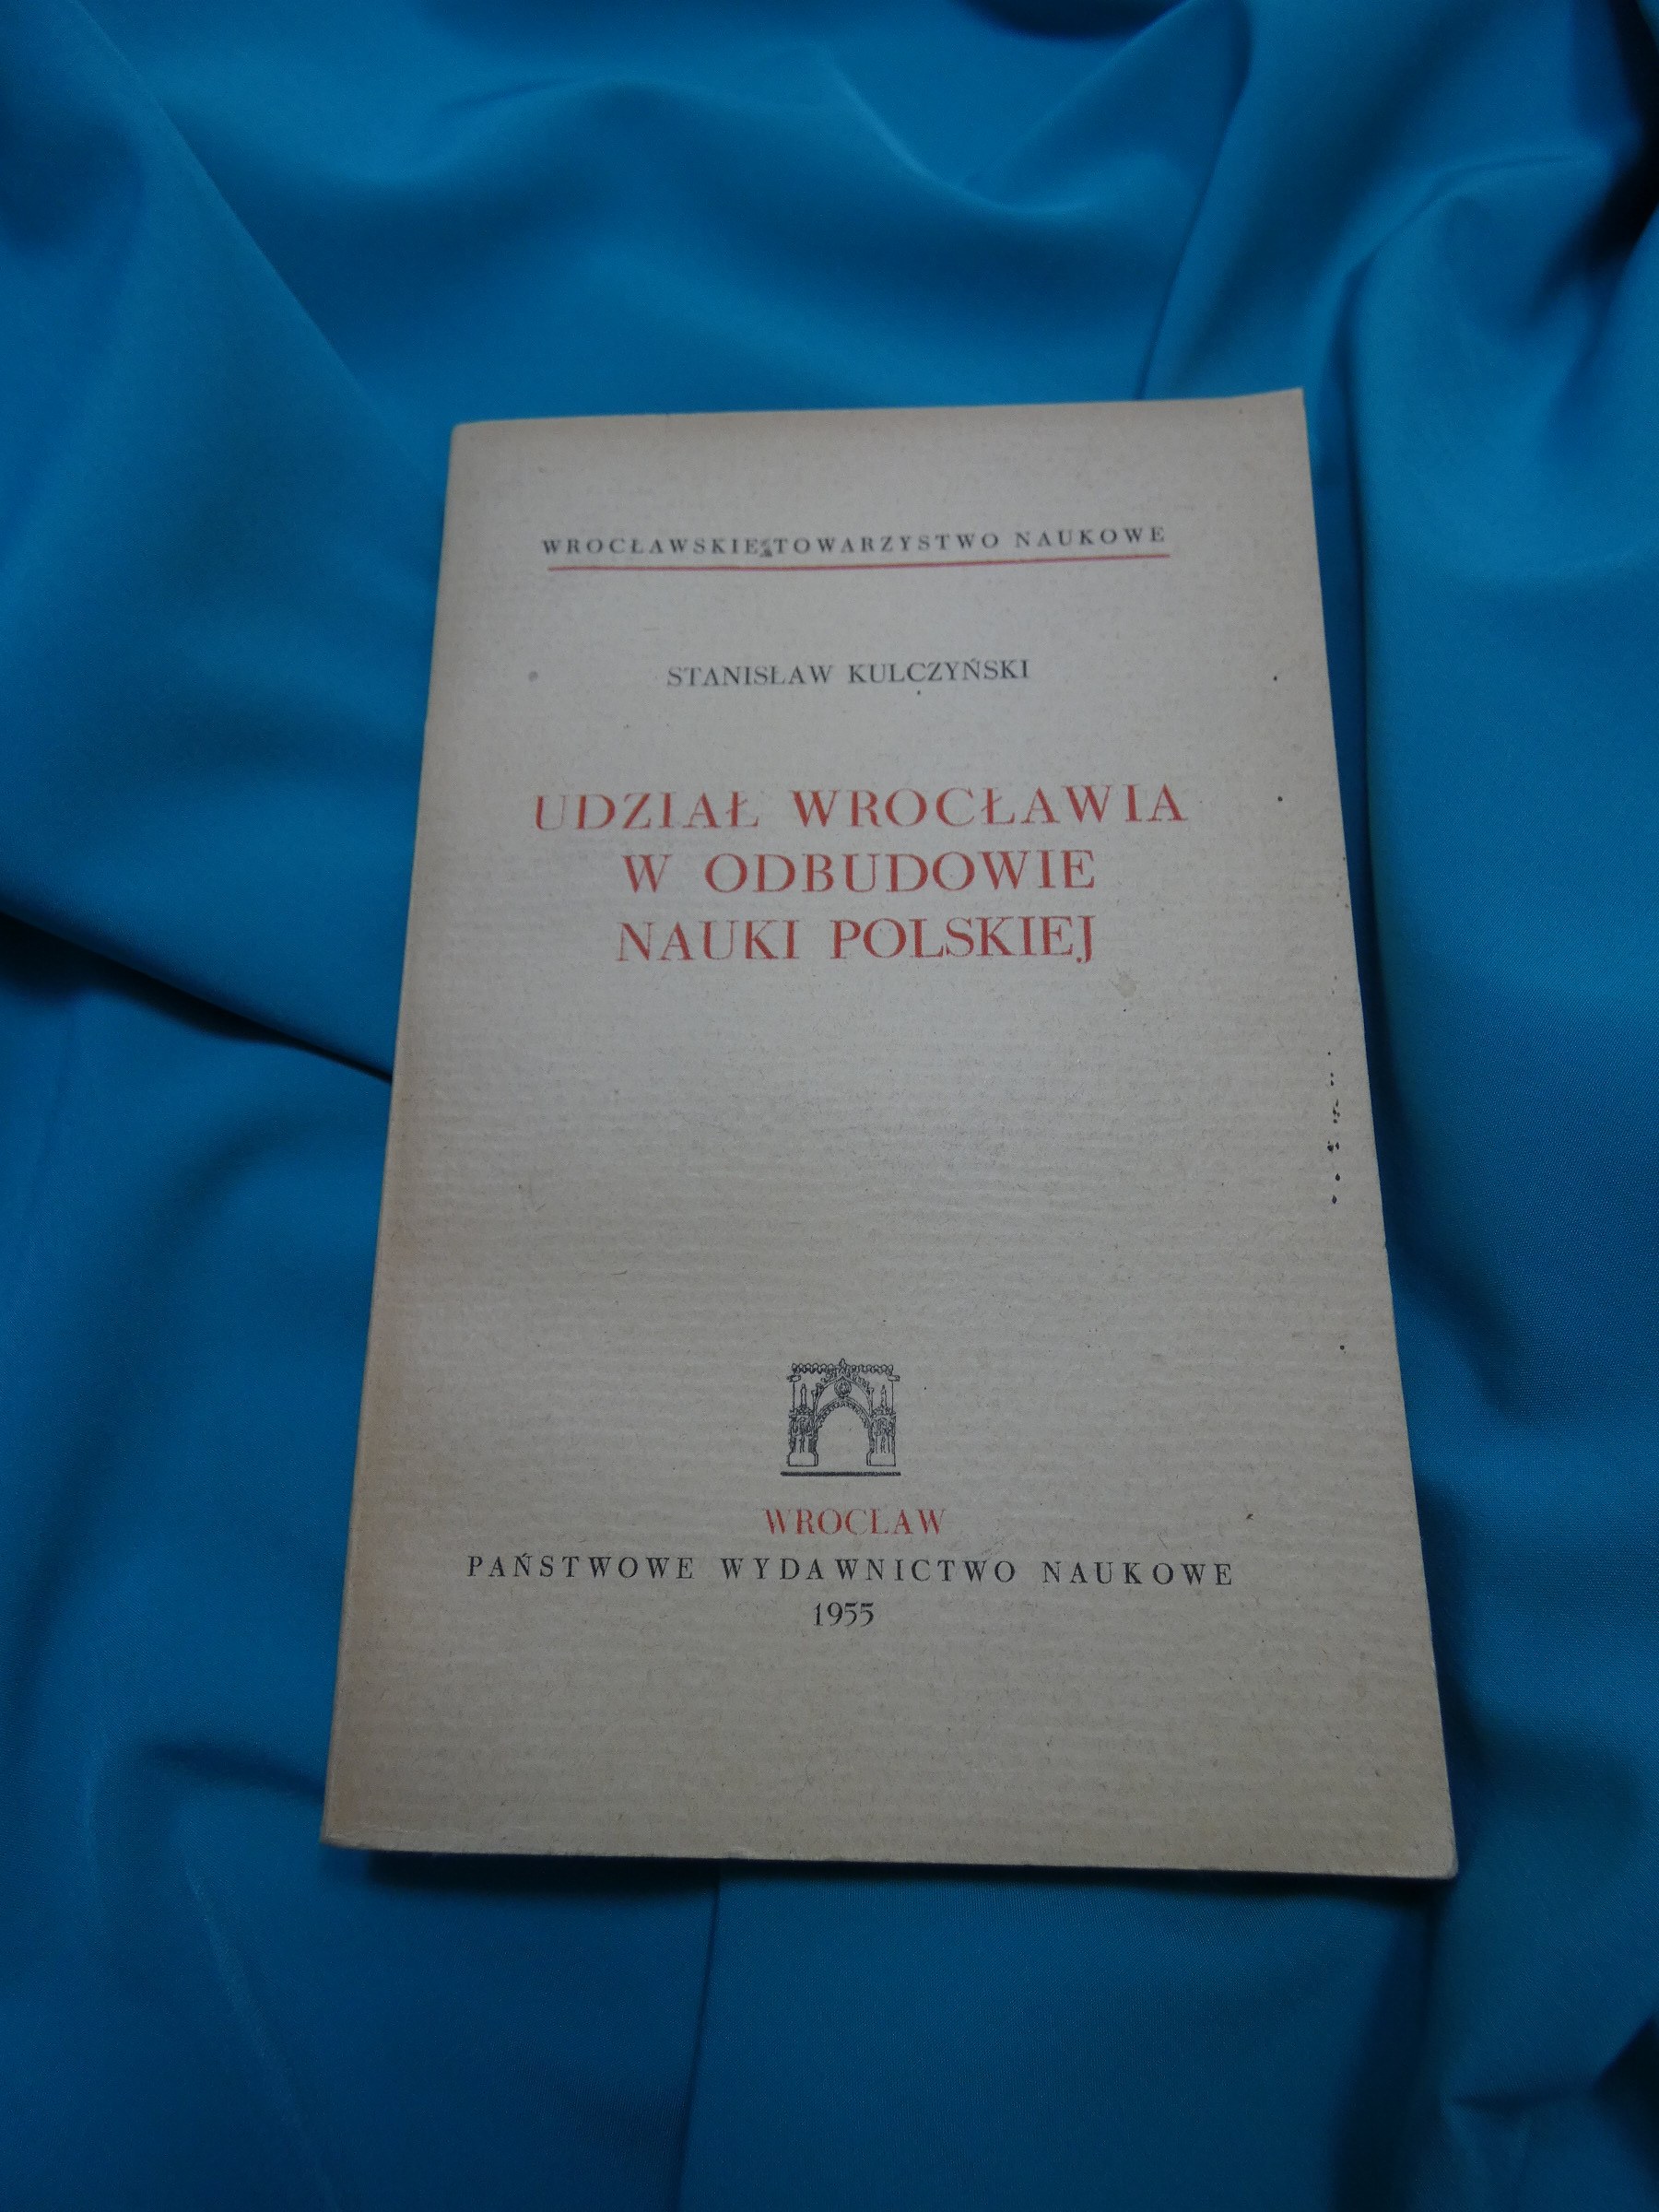 WROCŁAWSKIE TOWARZYSTWO NAUKOWE
STANISŁAW KULCZYŃSKI
UDZIAŁ WROCŁAWIA
W ODBUDOWIE
NAUKI POLSKIEJ
WROCŁAW
PAŃSTWOWE WYDAWNICTWO NAUKOWE
1955